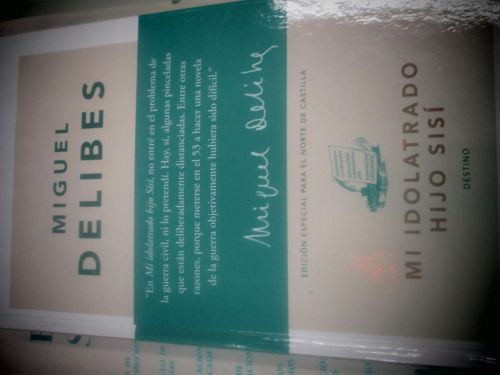 MIGUEL
DELIBES
"En Mi idolatrado hijo Sisí, no entré en el problema de
la guerra civil, ni lo pretendí. Hay, sí, algunas pinceladas
que están deliberadamente distanciadas. Entre otras
razones, porque meterse en el 53 a hacer una novela
de la guerra objetivamente hubiera sido difícil."
Miguel Delibes
EDICIÓN ESPECIAL PARA EL NORTE DE CASTILLA
MI IDOLATRADO
HIJO SISÍ
DESTINO